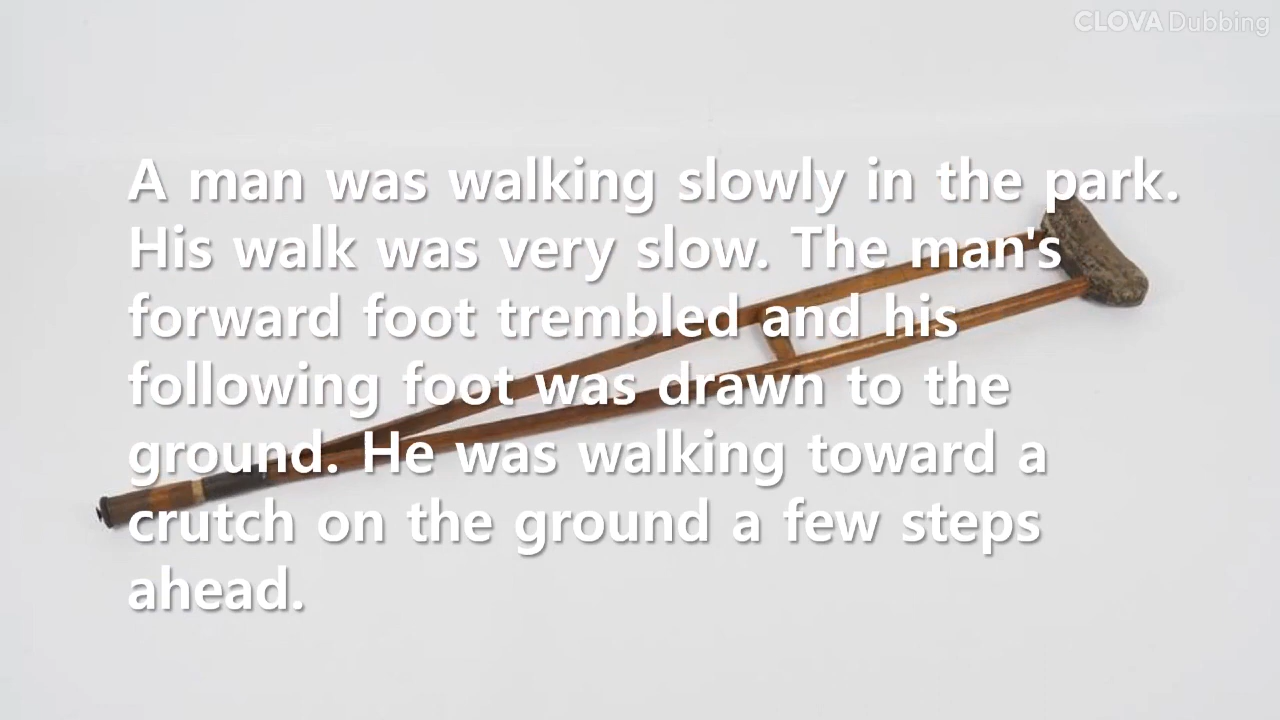 CLOVA Dubbing
A man was walking slowly in the park.
His walk was very slow. The man's
forward foot trembled and his
following foot was drawn to the
ground. He was walking toward a
crutch on the ground a few steps
ahead.